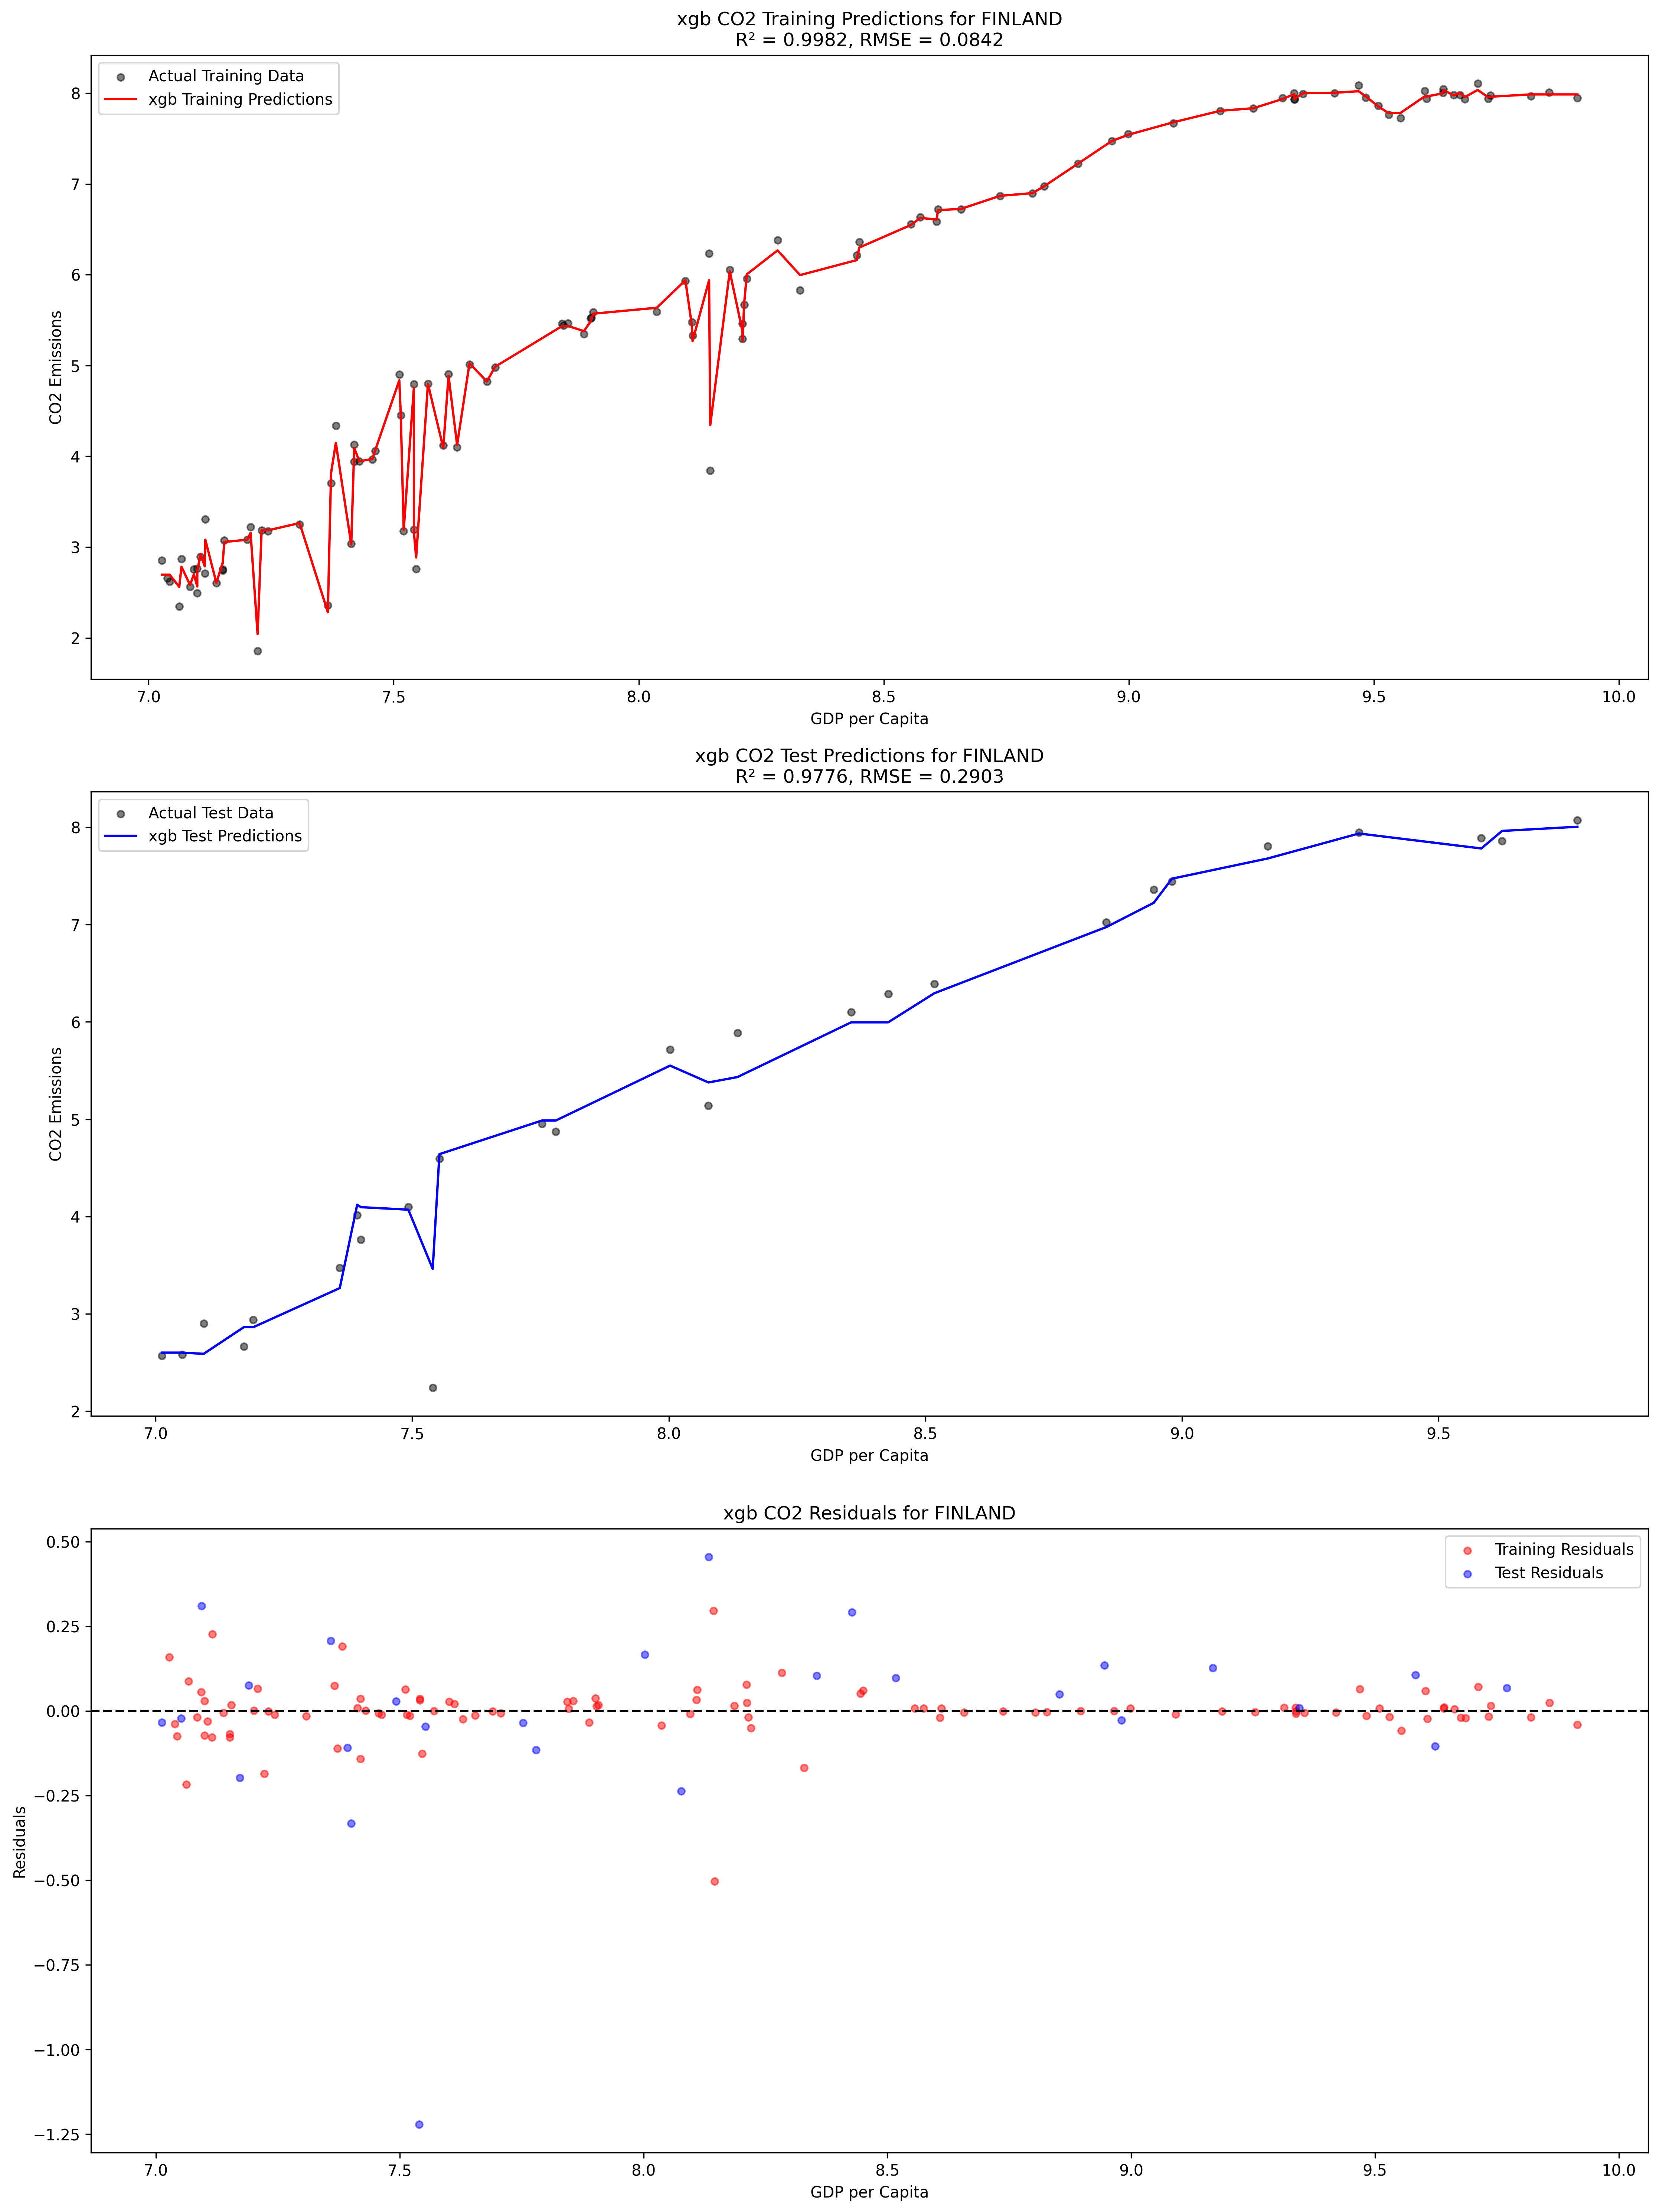 xgb CO2 Training Predictions for FINLAND
R² = 0.9982, RMSE = 0.0842
Actual Training Data
xgb Training Predictions
CO2 Emissions
8
7
6
5
4
3
2
7.0 7.5 8.0 8.5 9.0 9.5 10.0
GDP per Capita
xgb CO2 Test Predictions for FINLAND
R² = 0.9776, RMSE = 0.2903
Actual Test Data
xgb Test Predictions
CO2 Emissions
8
7
6
5
4
3
2
7.0 7.5 8.0 8.5 9.0 9.5
GDP per Capita
xgb CO2 Residuals for FINLAND
Training Residuals
Test Residuals
Residuals
0.50
0.25
0.00
−0.25
−0.50
−0.75
−1.00
−1.25
7.0 7.5 8.0 8.5 9.0 9.5 10.0
GDP per Capita